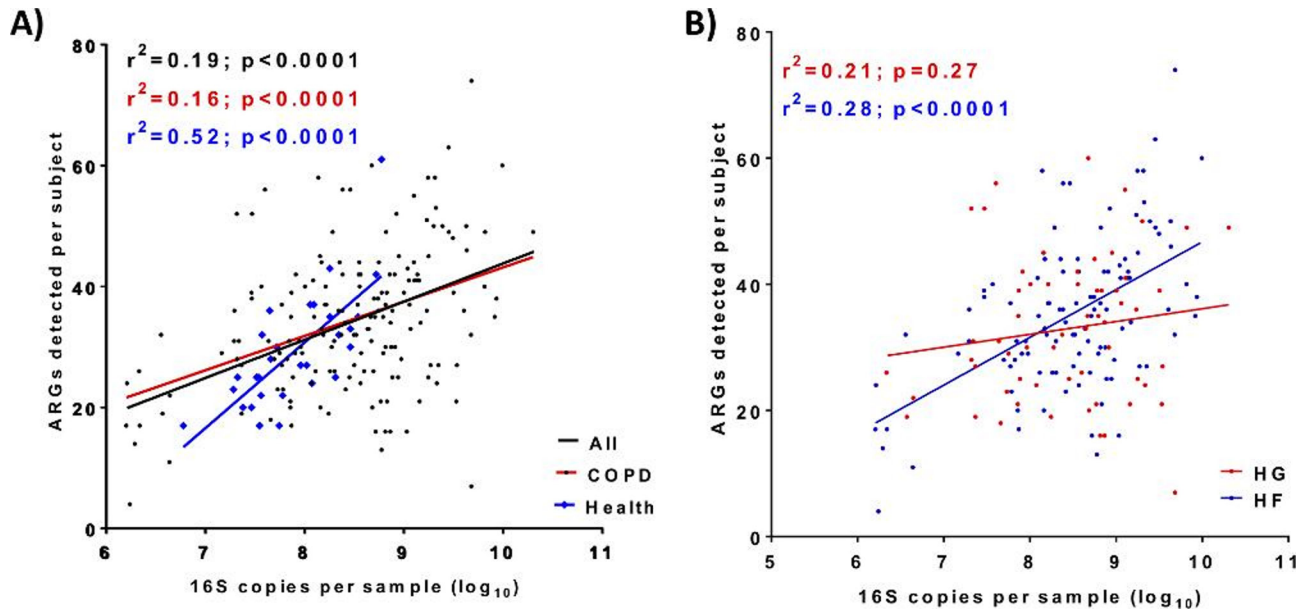 A)
80
60
40
20
0
6
7
8
9
10
11
ARGs detected per subject
16S copies per sample (log10)
r2=0.19; p<0.0001
r2=0.16; p<0.0001
r2=0.52; p<0.0001
All
COPD
Health
B)
80
60
40
20
0
5
6
7
8
9
10
11
ARGs detected per subject
16S copies per sample (log10)
r2=0.21; p=0.27
r2=0.28; p<0.0001
HG
HF